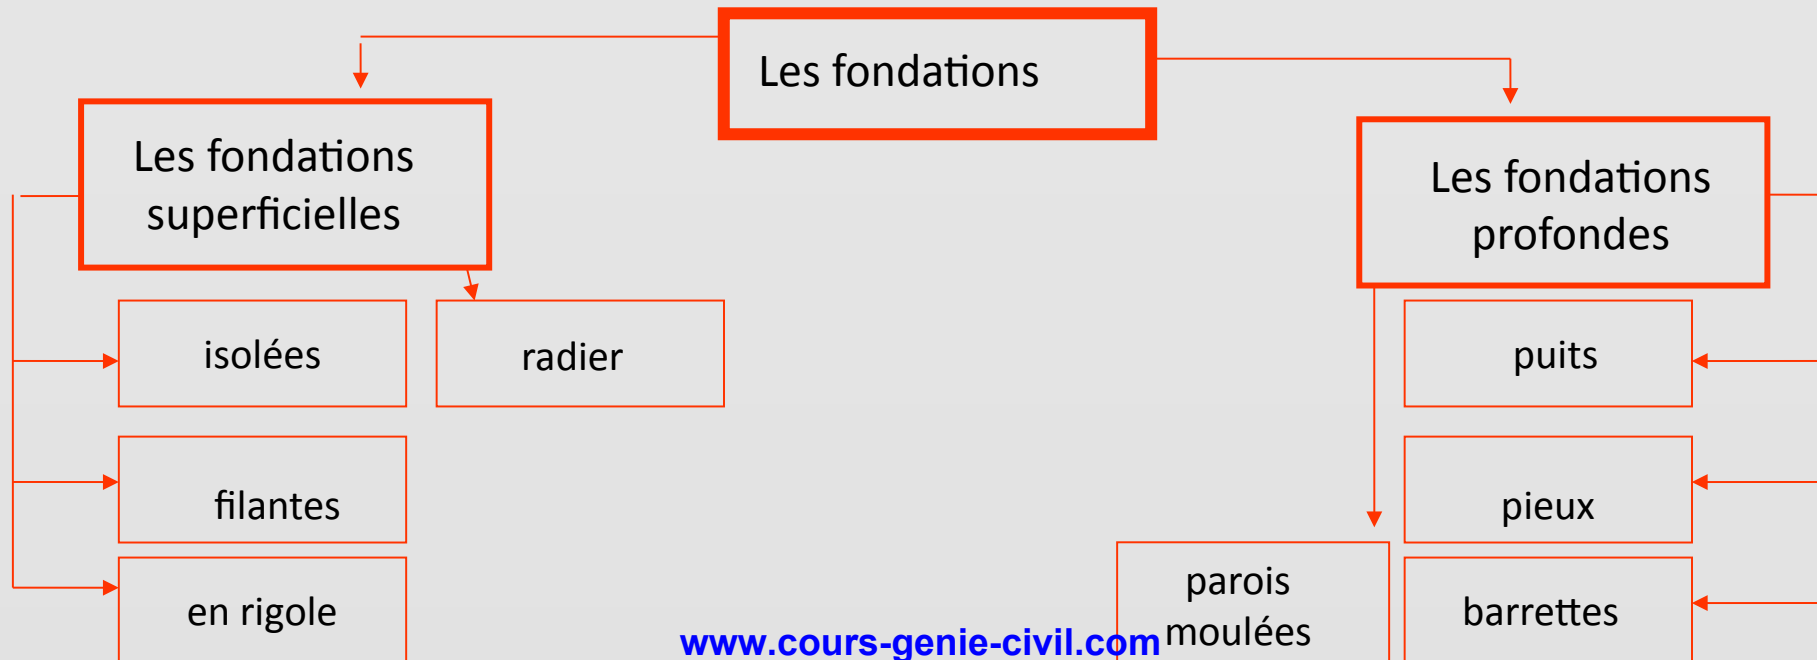 Les fondations
Les fondations
superficielles
Les fondations
profondes
isolées
radier
puits
filantes
pieux
en rigole
parois
moulées
barrettes
www.cours-genie-civil.com